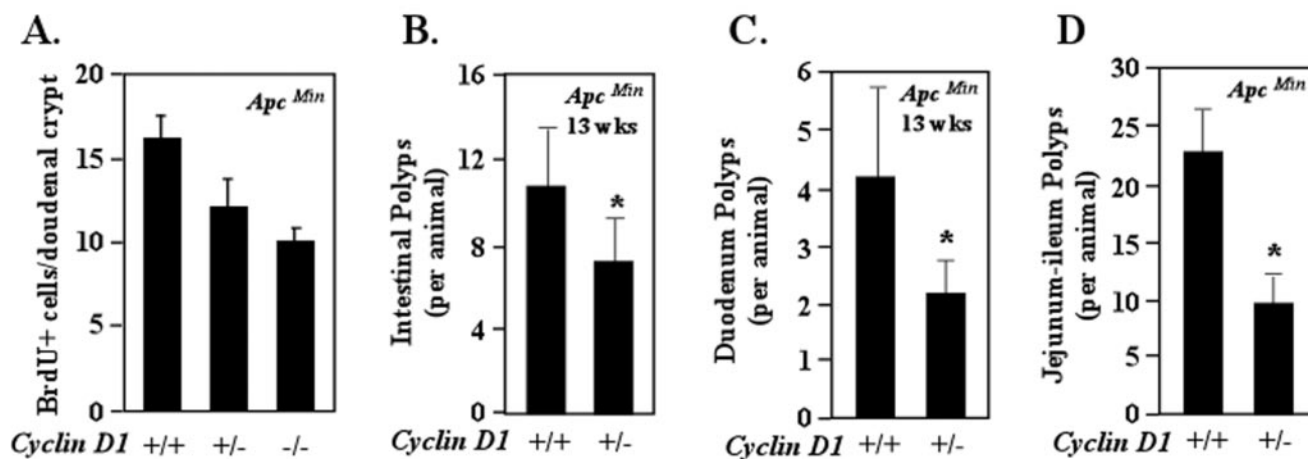 A.
BrdU+ cells/doudenal crypt
20
15
10
5
0
Apc Min
Cyclin D1 +/+ +/- -/-
B.
Intestinal Polyps
(per animal)
16
12
8
4
0
Apc Min
13 wks
*
Cyclin D1 +/+ +/-
C.
Duodenum Polyps
(per animal)
6
5
4
3
2
1
0
Apc Min
13 wks
*
Cyclin D1 +/+ +/-
D
Jejunum-ileum Polyps
(per animal)
30
25
20
15
10
5
0
Apc Min
*
Cyclin D1 +/+ +/-